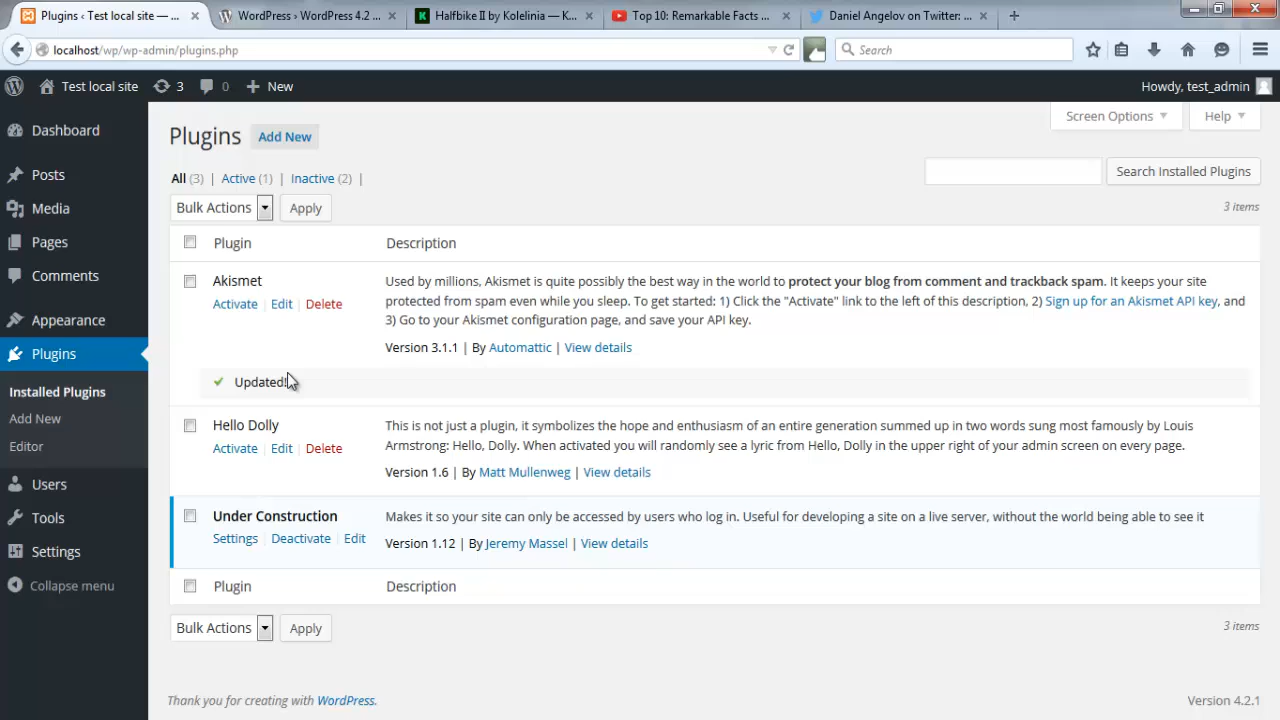 Plugins ‹ Test local site — ...
WordPress › WordPress 4.2 ...
Halfbike II by Kolelinia — K...
Top 10: Remarkable Facts ...
Daniel Angelov on Twitter: ...
localhost/wp/wp-admin/plugins.php
Search
Test local site
3
0
New
Howdy, test_admin
Dashboard
Posts
Media
Pages
Comments
Appearance
Plugins
Installed Plugins
Add New
Editor
Users
Tools
Settings
Collapse menu
Screen Options
Help
Plugins
Add New
All (3) | Active (1) | Inactive (2) |
Search Installed Plugins
Bulk Actions
Apply
3 items
Plugin
Description
Akismet
Activate | Edit | Delete
Used by millions, Akismet is quite possibly the best way in the world to protect your blog from comment and trackback spam. It keeps your site
protected from spam even while you sleep. To get started: 1) Click the "Activate" link to the left of this description, 2) Sign up for an Akismet API key, and
3) Go to your Akismet configuration page, and save your API key.
Version 3.1.1 | By Automattic | View details
Updated!
Hello Dolly
Activate | Edit | Delete
This is not just a plugin, it symbolizes the hope and enthusiasm of an entire generation summed up in two words sung most famously by Louis
Armstrong: Hello, Dolly. When activated you will randomly see a lyric from Hello, Dolly in the upper right of your admin screen on every page.
Version 1.6 | By Matt Mullenweg | View details
Under Construction
Settings | Deactivate | Edit
Makes it so your site can only be accessed by users who log in. Useful for developing a site on a live server, without the world being able to see it
Version 1.12 | By Jeremy Massel | View details
Plugin
Description
Bulk Actions
Apply
3 items
Thank you for creating with WordPress.
Version 4.2.1